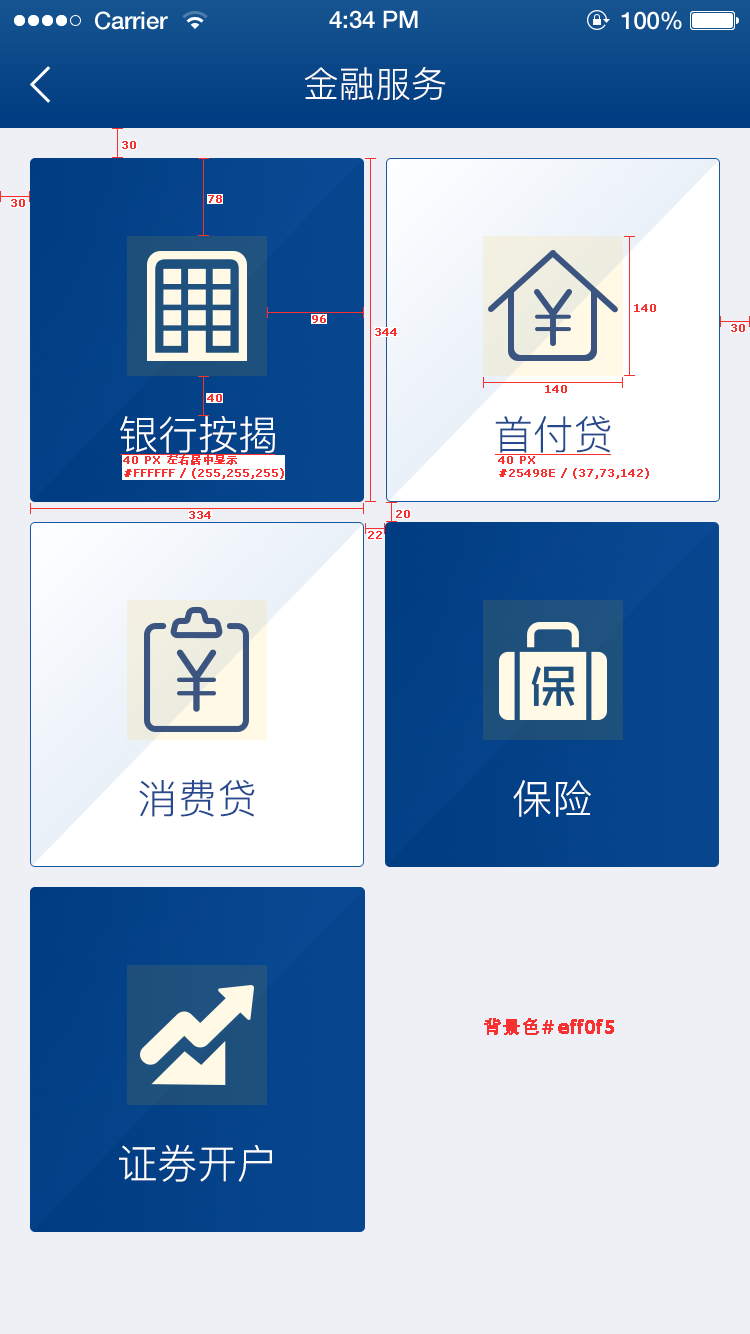 Carrier 4:34 PM 100%
金融服务
30
30
78
96
344
140
140
30
40
银行按揭
40 PX 左右居中显示
#FFFFFF / (255,255,255)
首付贷
40 PX
#25498E / (37,73,142)
334
20
22
消费贷
保
保险
证券开户
背景色#eff0f5